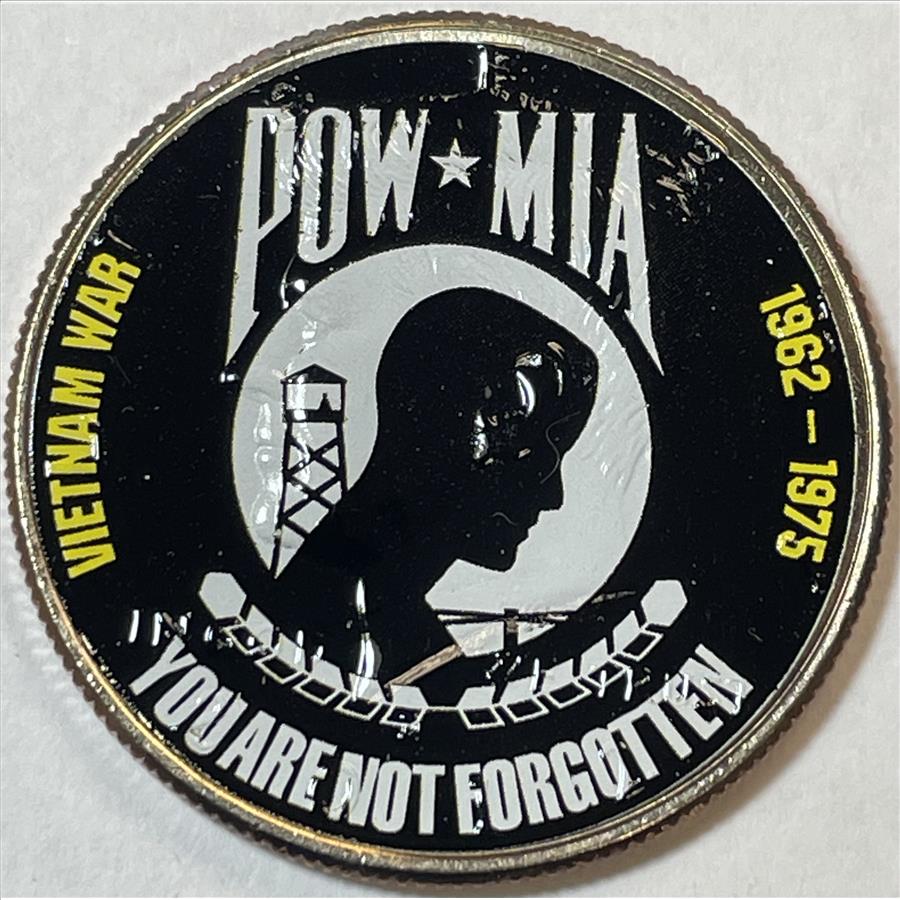 POW ★ MIA
VIETNAM WAR
1962 – 1975
YOU ARE NOT FORGOTTEN